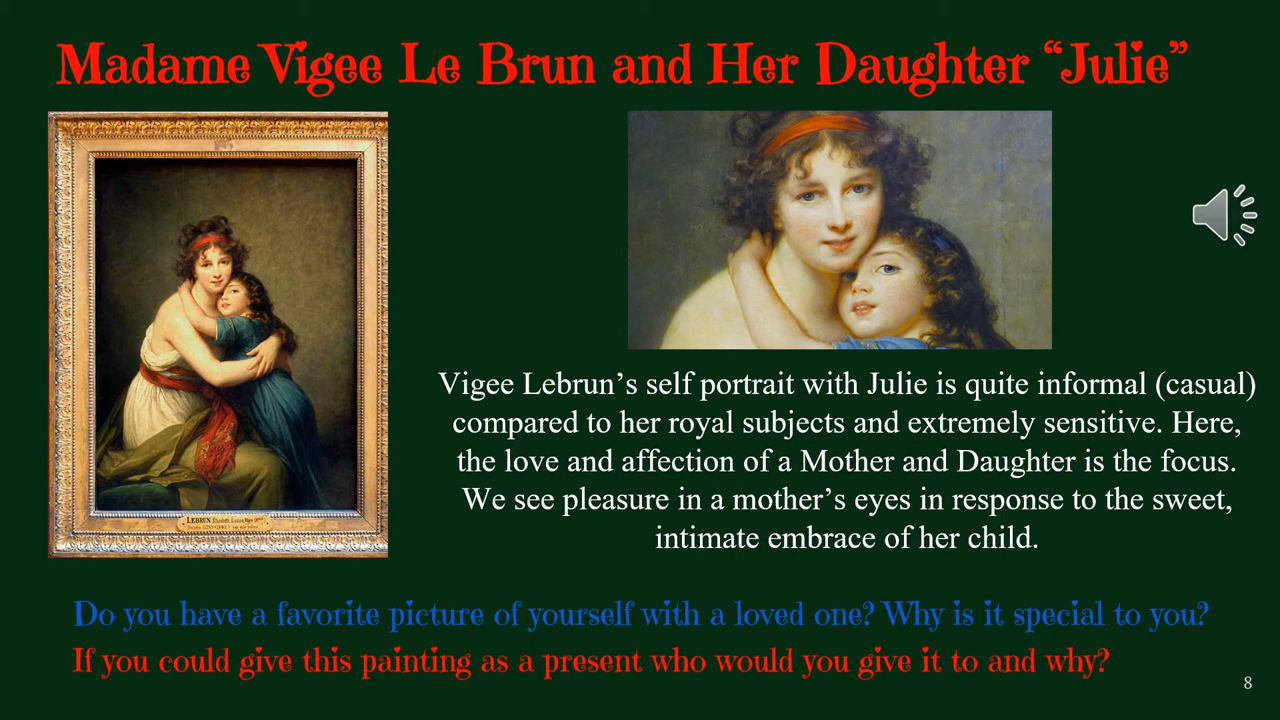 Madame Vigee Le Brun and Her Daughter “Julie”
Vigee Lebrun’s self portrait with Julie is quite informal (casual)
compared to her royal subjects and extremely sensitive. Here,
the love and affection of a Mother and Daughter is the focus.
We see pleasure in a mother’s eyes in response to the sweet,
intimate embrace of her child.
LEBRUN
Do you have a favorite picture of yourself with a loved one? Why is it special to you?
If you could give this painting as a present who would you give it to and why?
8